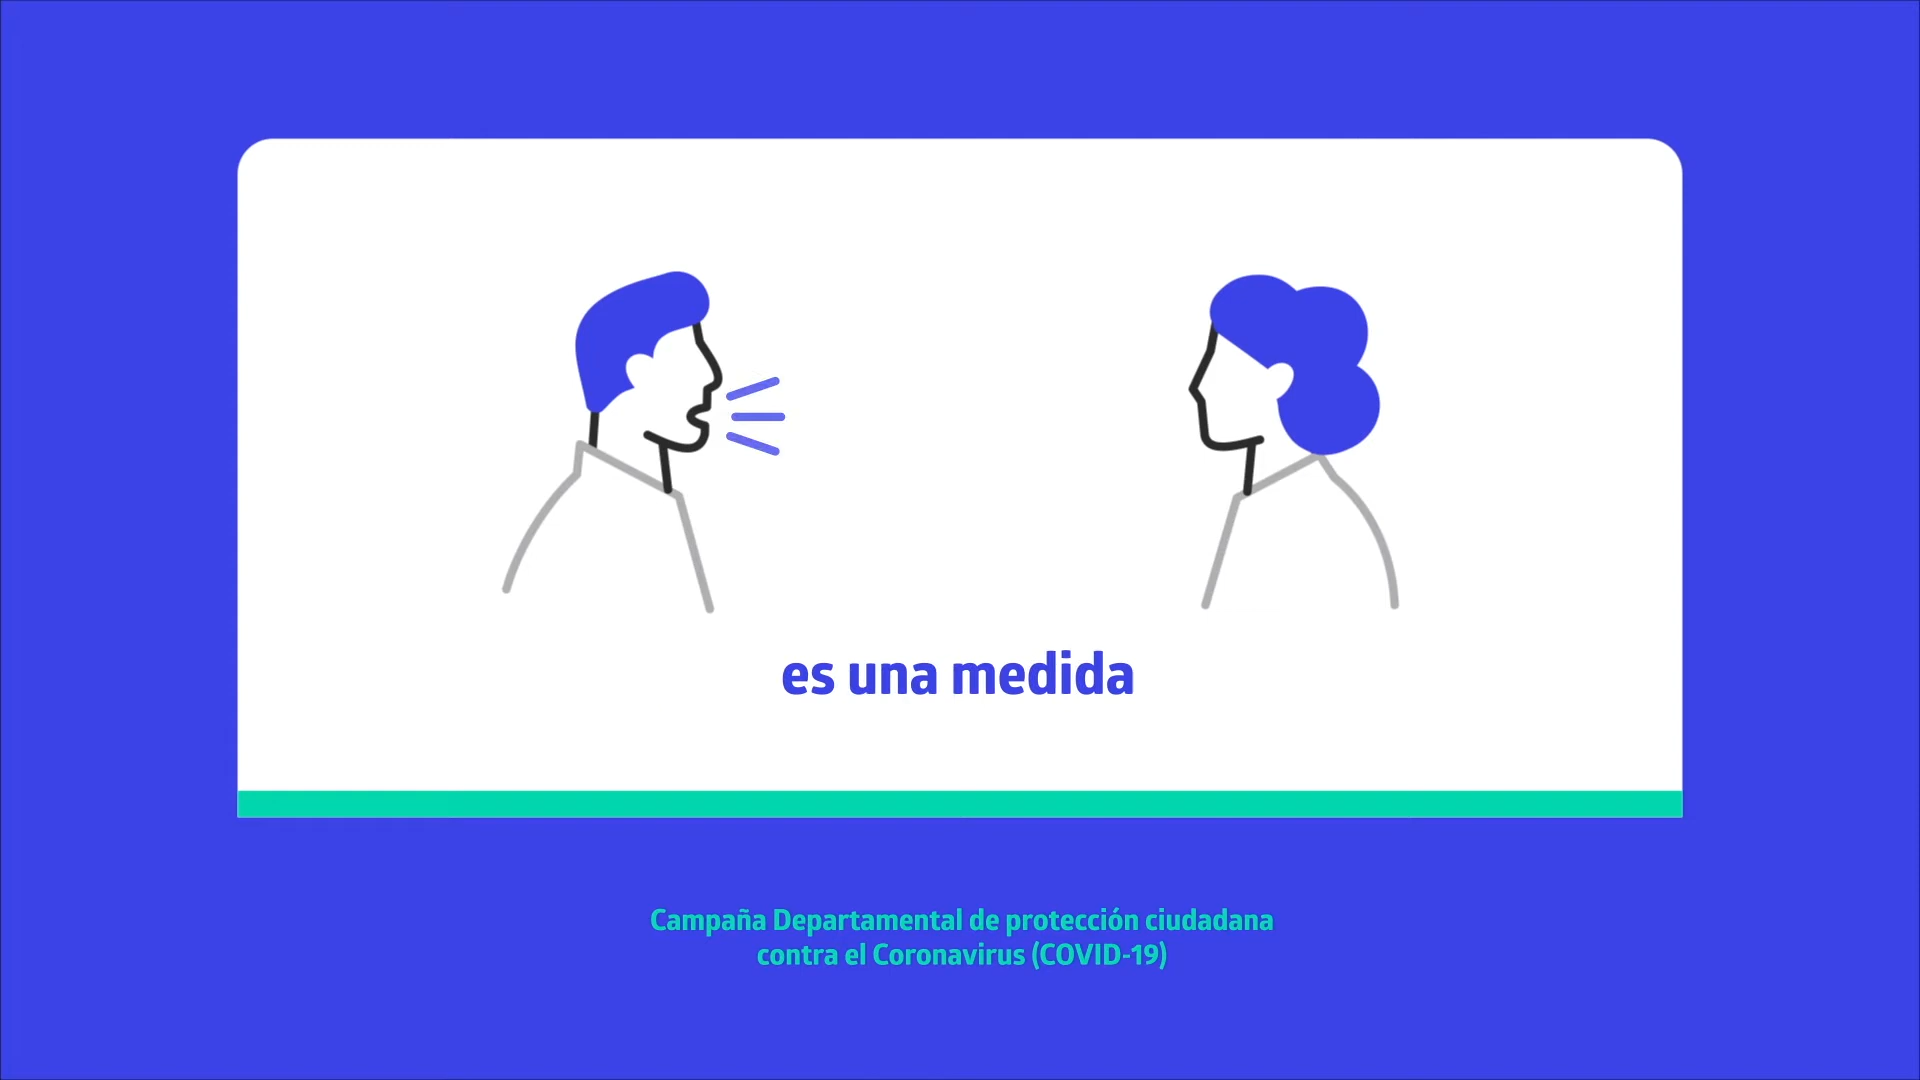 es una medida
Campaña Departamental de protección ciudadana
contra el Coronavirus (COVID-19)